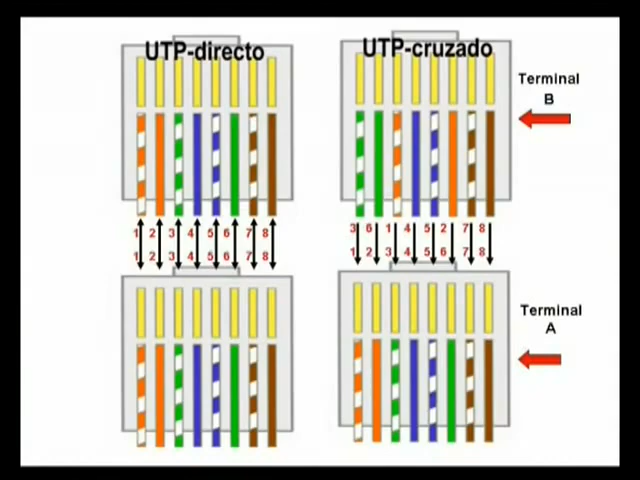 UTP-directo
UTP-cruzado
Terminal
B
1 2 3 4 5 6 7 8
1 2 3 4 5 6 7 8
3 6 1 4 5 2 7 8
1 2 3 4 5 6 7 8
Terminal
A